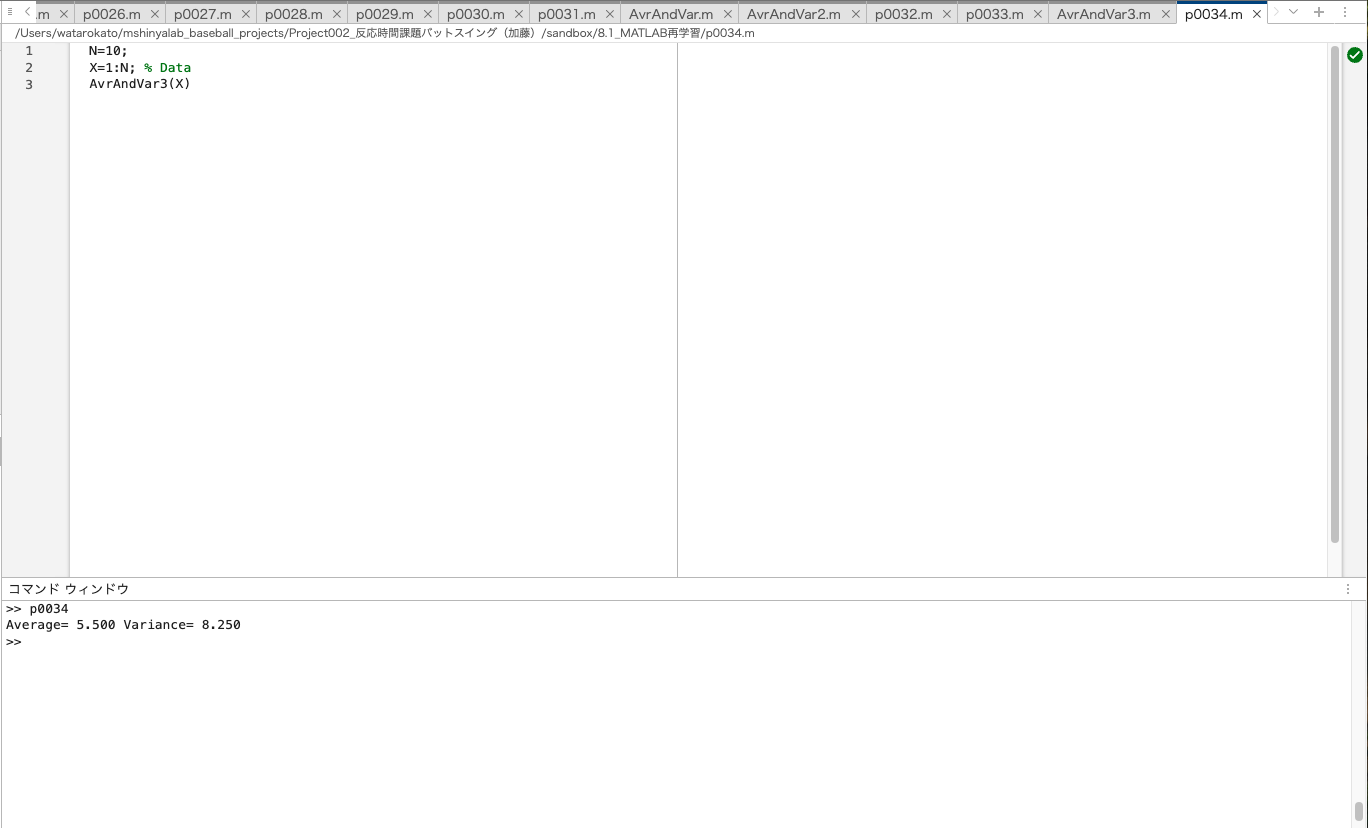 .m p0026.m p0027.m p0028.m p0029.m p0030.m p0031.m AvrAndVar.m AvrAndVar2.m p0032.m p0033.m AvrAndVar3.m p0034.m
/Users/watarokato/mshinyalab_baseball_projects/Project002_反応時間課題バットスイング（加藤）/sandbox/8.1_MATLAB再学習/p0034.m
1 N=10;
2 X=1:N; % Data
3 AvrAndVar3(X)
コマンド ウィンドウ
>> p0034
Average= 5.500 Variance= 8.250
>>